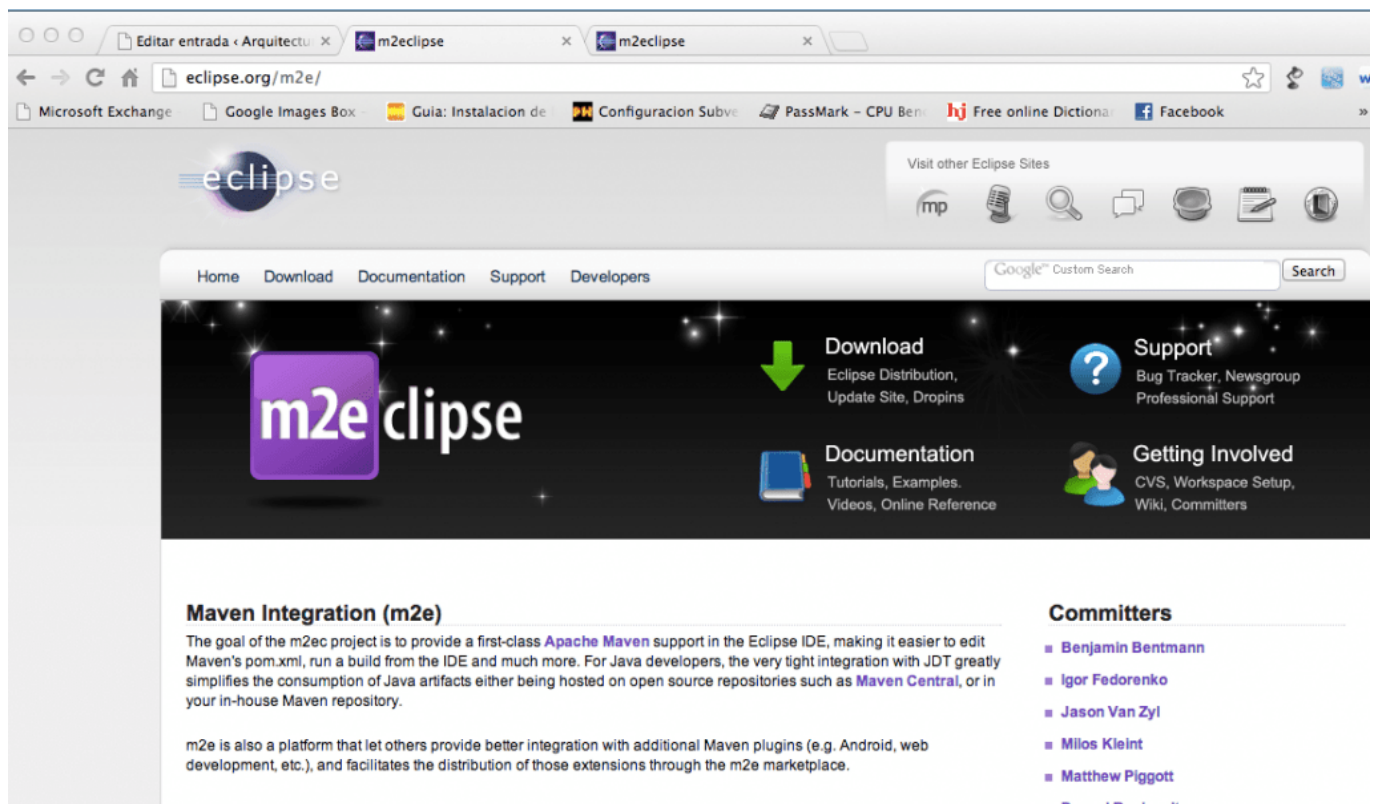 Editar entrada ‹ Arquitectu
m2eclipse
m2eclipse
eclipse.org/m2e/
Microsoft Exchange
Google Images Box
Guia: Instalacion de
Configuracion Subve
PassMark – CPU Ben
Free online Dictionar
Facebook
»
eclipse
Visit other Eclipse Sites
mp
Home Download Documentation Support Developers
Google™ Custom Search
Search
m2eclipse
Download
Eclipse Distribution,
Update Site, Dropins
Support
Bug Tracker, Newsgroup
Professional Support
Documentation
Tutorials, Examples.
Videos, Online Reference
Getting Involved
CVS, Workspace Setup,
Wiki, Committers
Maven Integration (m2e)
The goal of the m2ec project is to provide a first-class Apache Maven support in the Eclipse IDE, making it easier to edit
Maven's pom.xml, run a build from the IDE and much more. For Java developers, the very tight integration with JDT greatly
simplifies the consumption of Java artifacts either being hosted on open source repositories such as Maven Central, or in
your in-house Maven repository.
m2e is also a platform that let others provide better integration with additional Maven plugins (e.g. Android, web
development, etc.), and facilitates the distribution of those extensions through the m2e marketplace.
Committers
Benjamin Bentmann
Igor Fedorenko
Jason Van Zyl
Milos Kleint
Matthew Piggott